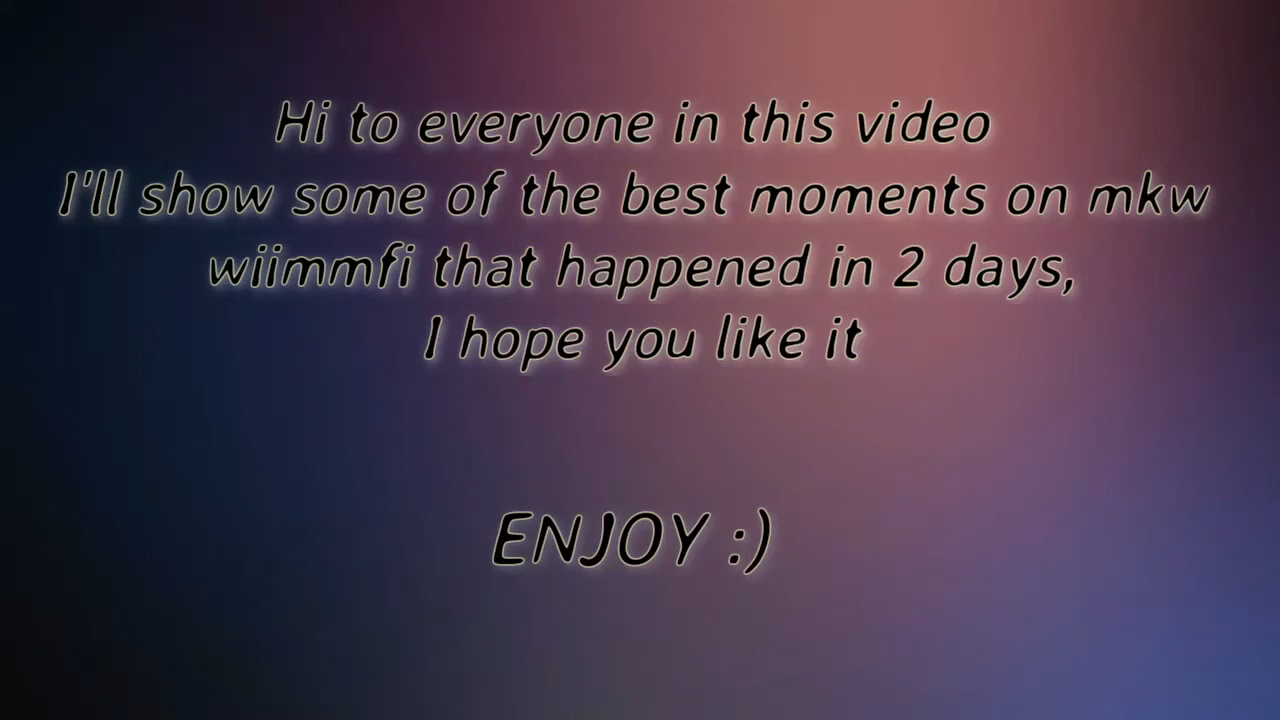 Hi to everyone in this video
I'll show some of the best moments on mkw
wiimmfi that happened in 2 days,
I hope you like it
ENJOY :)